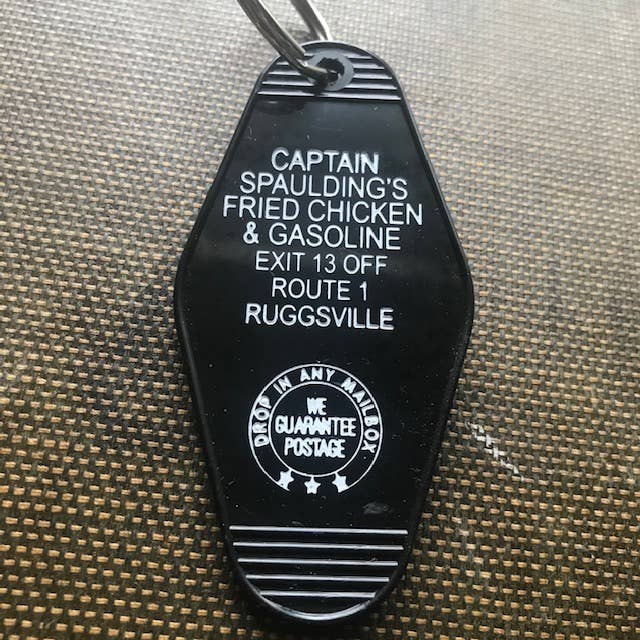 CAPTAIN
SPAULDING'S
FRIED CHICKEN
& GASOLINE
EXIT 13 OFF
ROUTE 1
RUGGSVILLE
DROP IN ANY MAILBOX
WE
GUARANTEE
POSTAGE